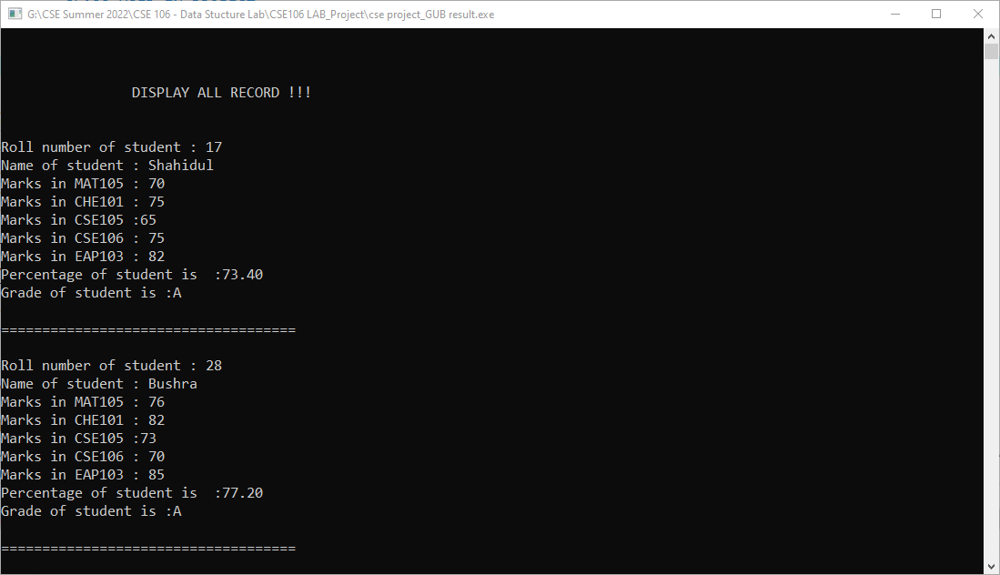 G:\CSE Summer 2022\CSE 106 - Data Stucture Lab\CSE106 LAB_Project\cse project_GUB result.exe
DISPLAY ALL RECORD !!!
Roll number of student : 17
Name of student : Shahidul
Marks in MAT105 : 70
Marks in CHE101 : 75
Marks in CSE105 :65
Marks in CSE106 : 75
Marks in EAP103 : 82
Percentage of student is  :73.40
Grade of student is :A
====================================
Roll number of student : 28
Name of student : Bushra
Marks in MAT105 : 76
Marks in CHE101 : 82
Marks in CSE105 :73
Marks in CSE106 : 70
Marks in EAP103 : 85
Percentage of student is  :77.20
Grade of student is :A
====================================